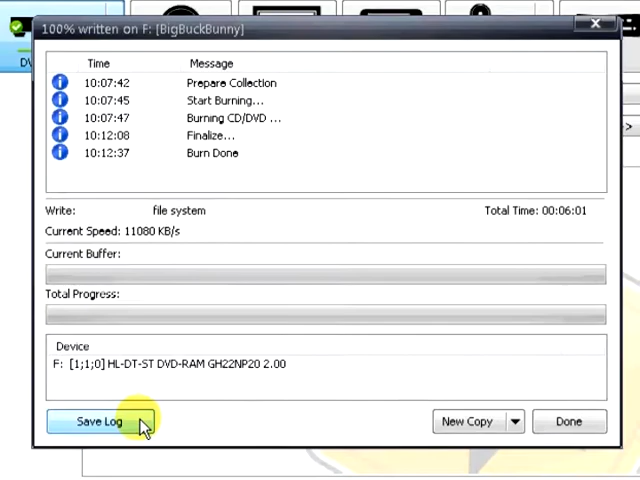 100% written on F: [BigBuckBunny]
DV
Time Message
10:07:42 Prepare Collection
10:07:45 Start Burning...
10:07:47 Burning CD/DVD ...
10:12:08 Finalize...
10:12:37 Burn Done
Write: file system Total Time: 00:06:01
Current Speed: 11080 KB/s
Current Buffer:
Total Progress:
Device
F: [1;1;0] HL-DT-ST DVD-RAM GH22NP20 2.00
Save Log New Copy Done